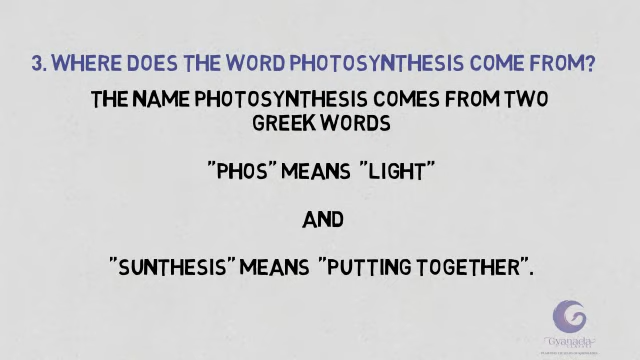 3. WHERE DOES THE WORD PHOTOSYNTHESIS COME FROM?
THE NAME PHOTOSYNTHESIS COMES FROM TWO
GREEK WORDS
"PHOS" MEANS "LIGHT"
AND
"SUNTHESIS" MEANS "PUTTING TOGETHER".
Gyanada